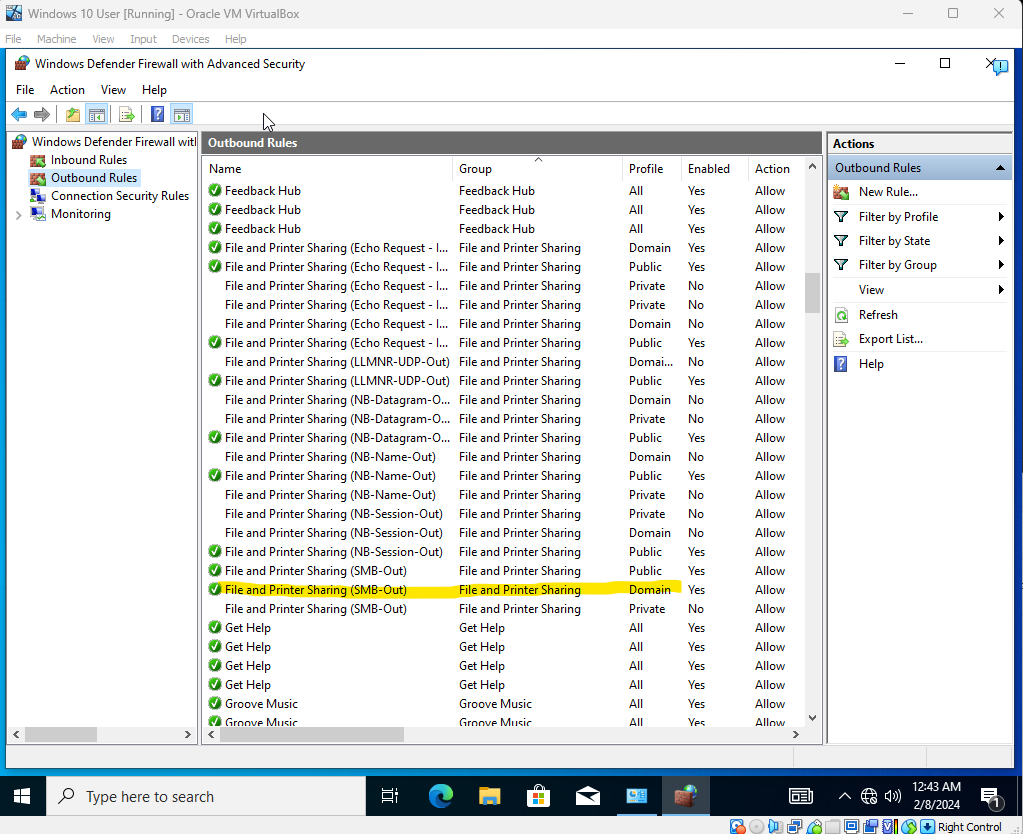 Windows 10 User [Running] - Oracle VM VirtualBox
File Machine View Input Devices Help
Windows Defender Firewall with Advanced Security
File Action View Help
Windows Defender Firewall wit
Inbound Rules
Outbound Rules
Connection Security Rules
Monitoring
Outbound Rules
Name Group Profile Enabled Action
Feedback Hub Feedback Hub All Yes Allow
Feedback Hub Feedback Hub All Yes Allow
Feedback Hub Feedback Hub All Yes Allow
File and Printer Sharing (Echo Request - I... File and Printer Sharing Domain Yes Allow
File and Printer Sharing (Echo Request - I... File and Printer Sharing Public Yes Allow
File and Printer Sharing (Echo Request - I... File and Printer Sharing Private No Allow
File and Printer Sharing (Echo Request - I... File and Printer Sharing Private No Allow
File and Printer Sharing (Echo Request - I... File and Printer Sharing Domain No Allow
File and Printer Sharing (Echo Request - I... File and Printer Sharing Public Yes Allow
File and Printer Sharing (LLMNR-UDP-Out) File and Printer Sharing Domai... No Allow
File and Printer Sharing (LLMNR-UDP-Out) File and Printer Sharing Public Yes Allow
File and Printer Sharing (NB-Datagram-O... File and Printer Sharing Domain No Allow
File and Printer Sharing (NB-Datagram-O... File and Printer Sharing Private No Allow
File and Printer Sharing (NB-Datagram-O... File and Printer Sharing Public Yes Allow
File and Printer Sharing (NB-Name-Out) File and Printer Sharing Domain No Allow
File and Printer Sharing (NB-Name-Out) File and Printer Sharing Public Yes Allow
File and Printer Sharing (NB-Name-Out) File and Printer Sharing Private No Allow
File and Printer Sharing (NB-Session-Out) File and Printer Sharing Private No Allow
File and Printer Sharing (NB-Session-Out) File and Printer Sharing Domain No Allow
File and Printer Sharing (NB-Session-Out) File and Printer Sharing Public Yes Allow
File and Printer Sharing (SMB-Out) File and Printer Sharing Public Yes Allow
File and Printer Sharing (SMB-Out) File and Printer Sharing Domain Yes Allow
File and Printer Sharing (SMB-Out) File and Printer Sharing Private No Allow
Get Help Get Help All Yes Allow
Get Help Get Help All Yes Allow
Get Help Get Help All Yes Allow
Get Help Get Help All Yes Allow
Groove Music Groove Music All Yes Allow
Groove Music Groove Music All Yes Allow
Actions
Outbound Rules
New Rule...
Filter by Profile
Filter by State
Filter by Group
View
Refresh
Export List...
Help
Type here to search
12:43 AM
2/8/2024
1
Right Control